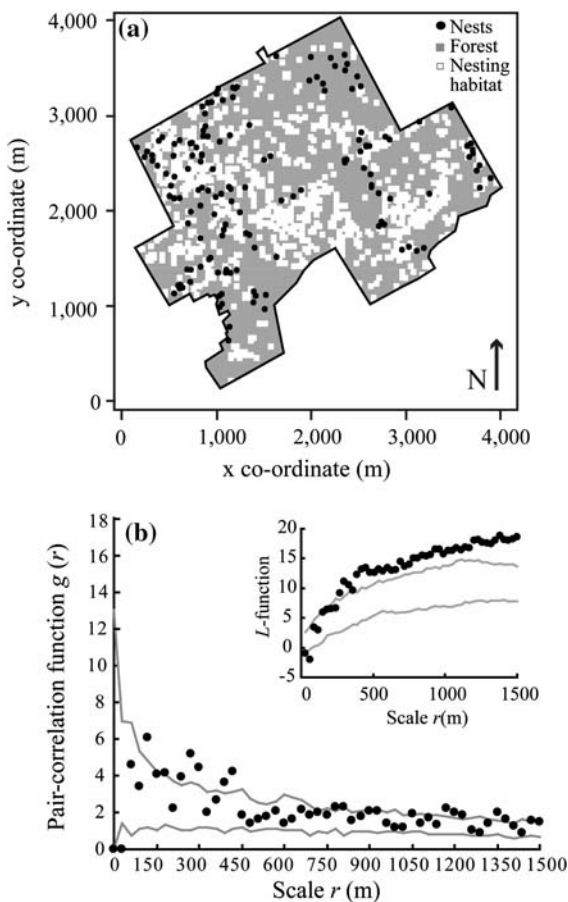 (a)
Nests
Forest
Nesting
habitat
4,000
3,000
2,000
1,000
0
y co-ordinate (m)
N
0 1,000 2,000 3,000 4,000
x co-ordinate (m)
(b)
18
16
14
12
10
8
6
4
2
0
Pair-correlation function g (r)
0 150 300 450 600 750 900 1050 1200 1350 1500
Scale r (m)
20
15
10
5
0
-5
L-function
0 500 1000 1500
Scale r(m)